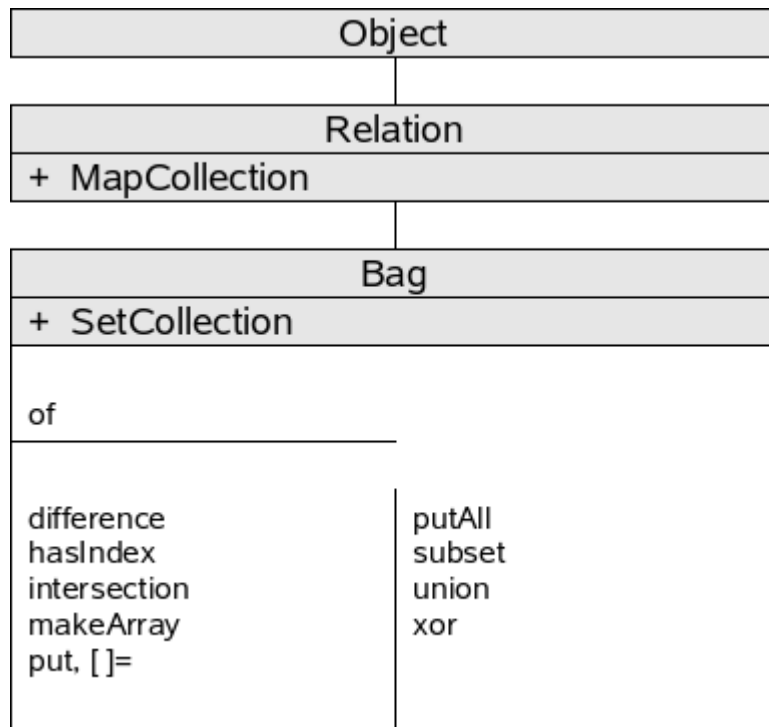 Object
Relation
+ MapCollection
Bag
+ SetCollection
of
difference
hasIndex
intersection
makeArray
put, [ ]=
putAll
subset
union
xor